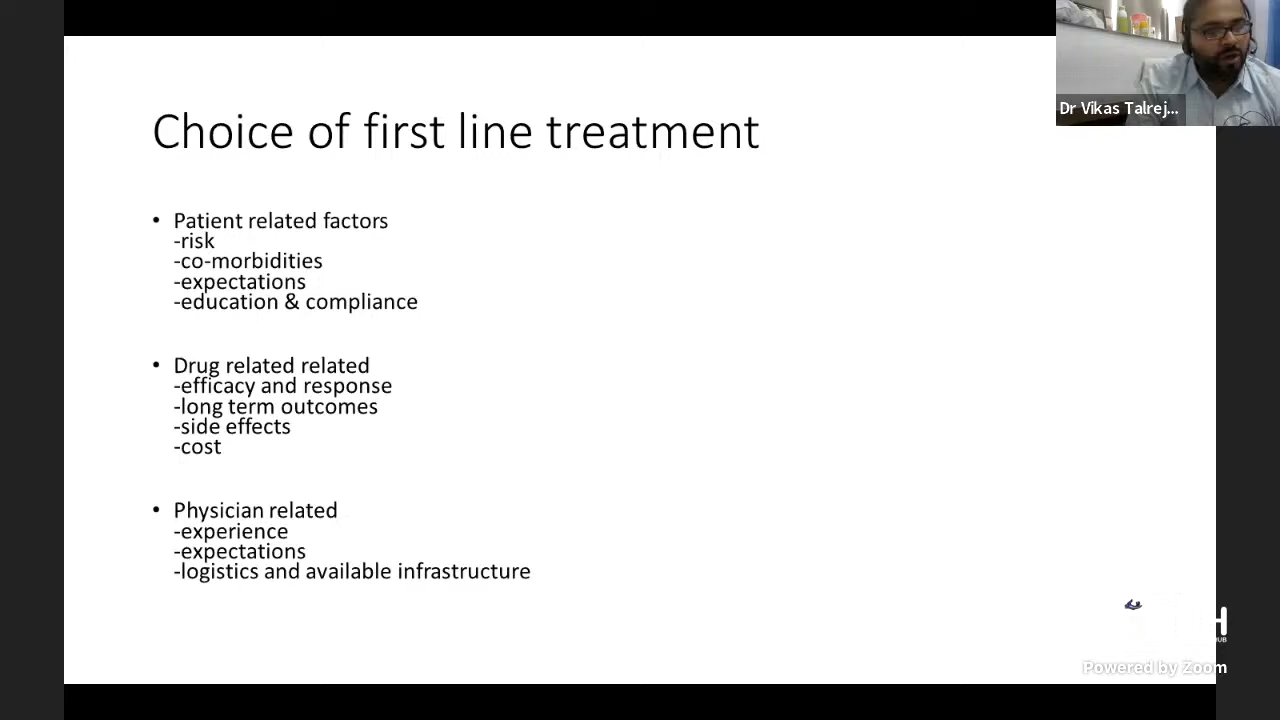 Choice of first line treatment
Dr Vikas Talrej...
• Patient related factors
-risk
-co-morbidities
-expectations
-education & compliance
• Drug related related
-efficacy and response
-long term outcomes
-side effects
-cost
• Physician related
-experience
-expectations
-logistics and available infrastructure
H
UB
Powered by Zoom